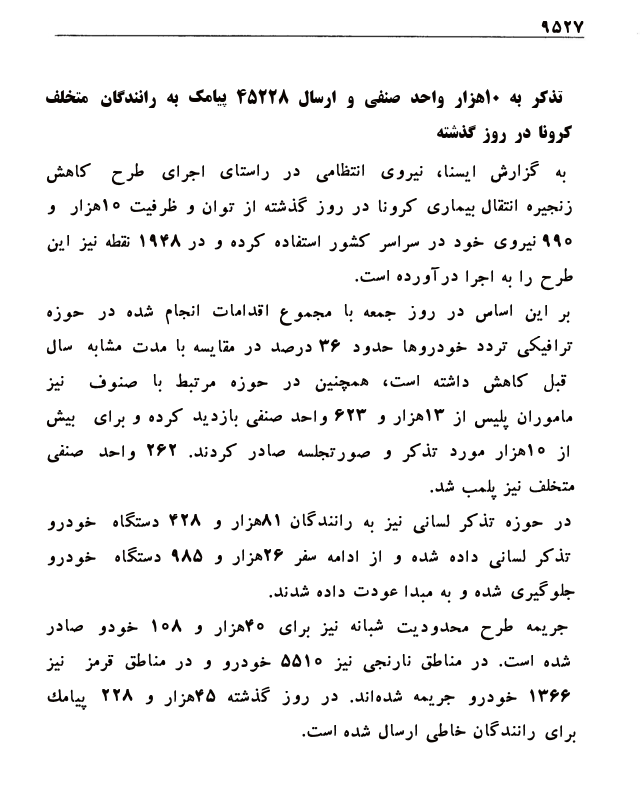 ۹۵۲۷
تذکر به ۱۰هزار واحد صنفی و ارسال ۴۵۲۲۸ پیامک به رانندگان متخلف
کرونا در روز گذشته
به گزارش ایسنا، نیروی انتظامی در راستای اجرای طرح کاهش
زنجیره انتقال بیماری کرونا در روز گذشته از توان و ظرفیت ۱۰هزار و
۹۹۰ نیروی خود در سراسر کشور استفاده کرده و در ۱۹۴۸ نقطه نیز این
طرح را به اجرا درآورده است.
بر این اساس در روز جمعه با مجموع اقدامات انجام شده در حوزه
ترافیکی تردد خودروها حدود ۳۶ درصد در مقایسه با مدت مشابه سال
قبل کاهش داشته است، همچنین در حوزه مرتبط با صنوف نیز
ماموران پلیس از ۱۳هزار و ۶۲۳ واحد صنفی بازدید کرده و برای بیش
از ۱۰هزار مورد تذکر و صورتجلسه صادر کردند. ۲۶۲ واحد صنفی
متخلف نیز پلمب شد.
در حوزه تذکر لسانی نیز به رانندگان ۸۱هزار و ۴۲۸ دستگاه خودرو
تذکر لسانی داده شده و از ادامه سفر ۲۶هزار و ۹۸۵ دستگاه خودرو
جلوگیری شده و به مبدا عودت داده شدند.
جریمه طرح محدودیت شبانه نیز برای ۴۰هزار و ۱۰۸ خودو صادر
شده است. در مناطق نارنجی نیز ۵۵۱۰ خودرو و در مناطق قرمز نیز
۱۳۶۶ خودرو جریمه شده‌اند. در روز گذشته ۴۵هزار و ۲۲۸ پیامک
برای رانندگان خاطی ارسال شده است.